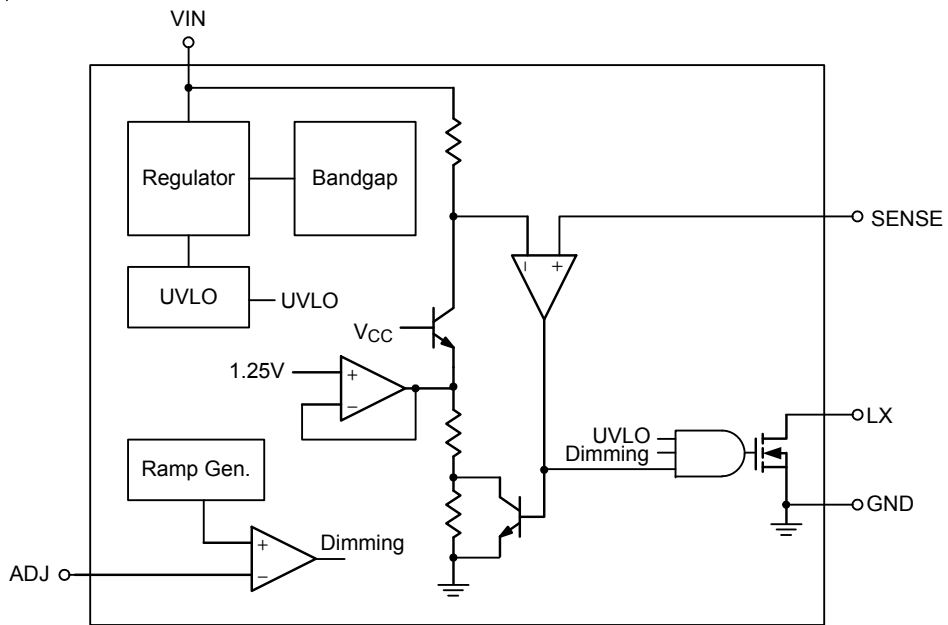 VIN
Regulator
Bandgap
SENSE
- +
UVLO
UVLO
VCC
1.25V
+
-
LX
UVLO
Dimming
Ramp Gen.
GND
Dimming
+
-
ADJ